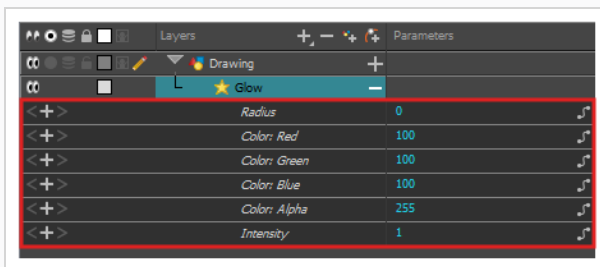 Layers Parameters
Drawing
Glow
Radius 0
Color: Red 100
Color: Green 100
Color: Blue 100
Color: Alpha 255
Intensity 1